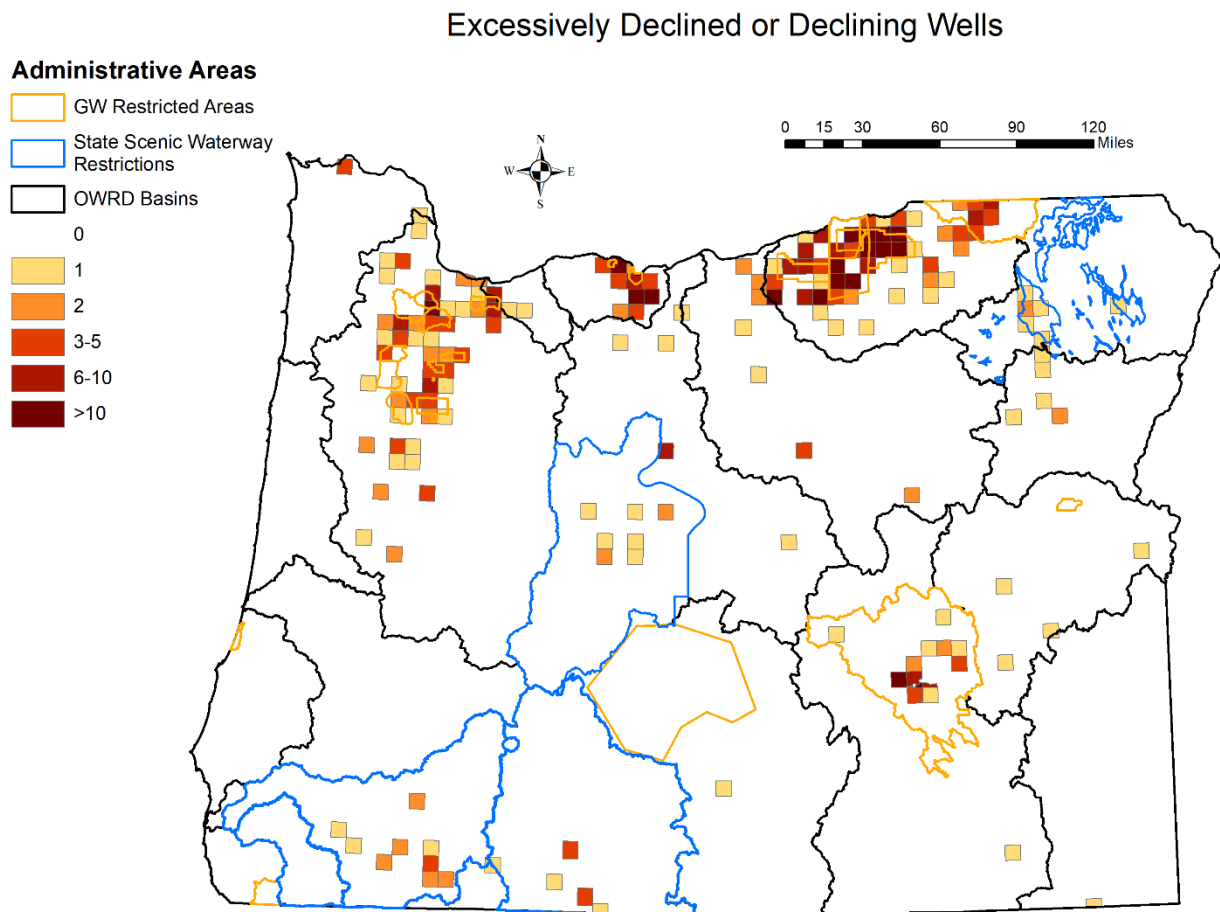 Excessively Declined or Declining Wells
Administrative Areas
GW Restricted Areas
State Scenic Waterway
Restrictions
OWRD Basins
0
1
2
3-5
6-10
>10
N
W E
S
0 15 30 60 90 120
Miles